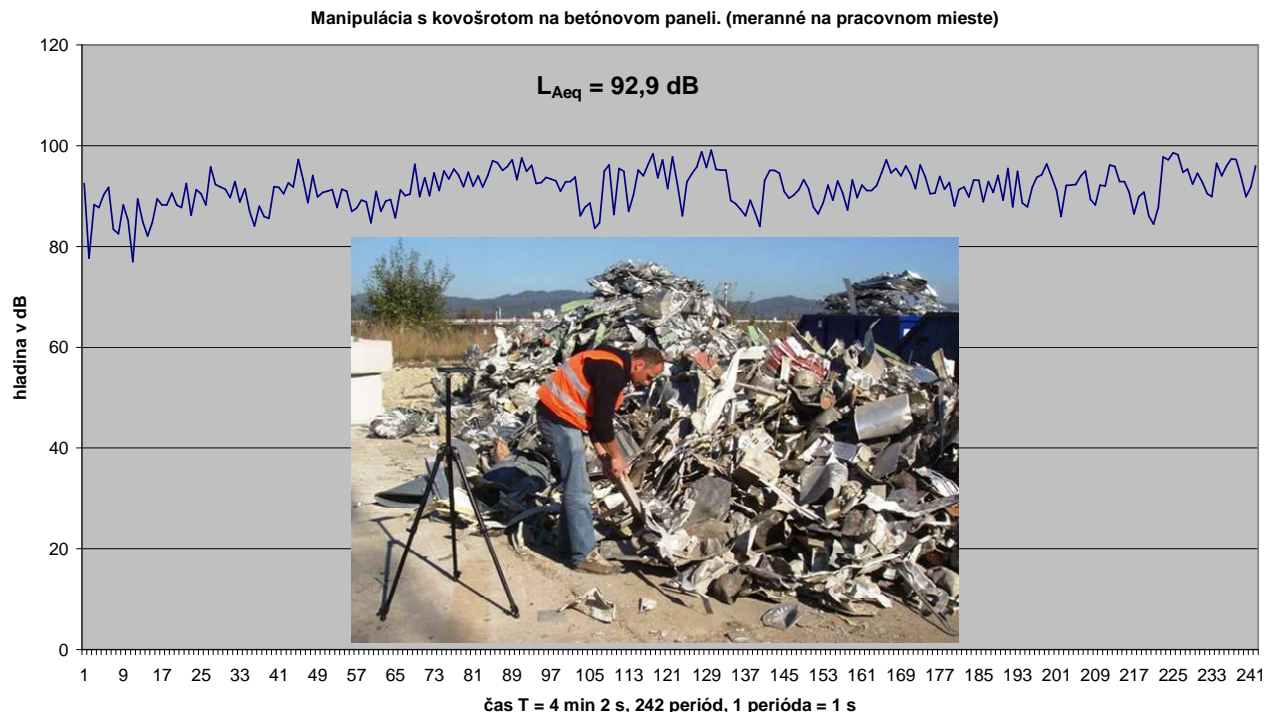 Manipulácia s kovošrotom na betónovom paneli. (meranné na pracovnom mieste)
120
L_Aeq = 92,9 dB
100
80
60
40
20
0
hladina v dB
1 9 17 25 33 41 49 57 65 73 81 89 97 105 113 121 129 137 145 153 161 169 177 185 193 201 209 217 225 233 241
čas T = 4 min 2 s, 242 periód, 1 perióda = 1 s